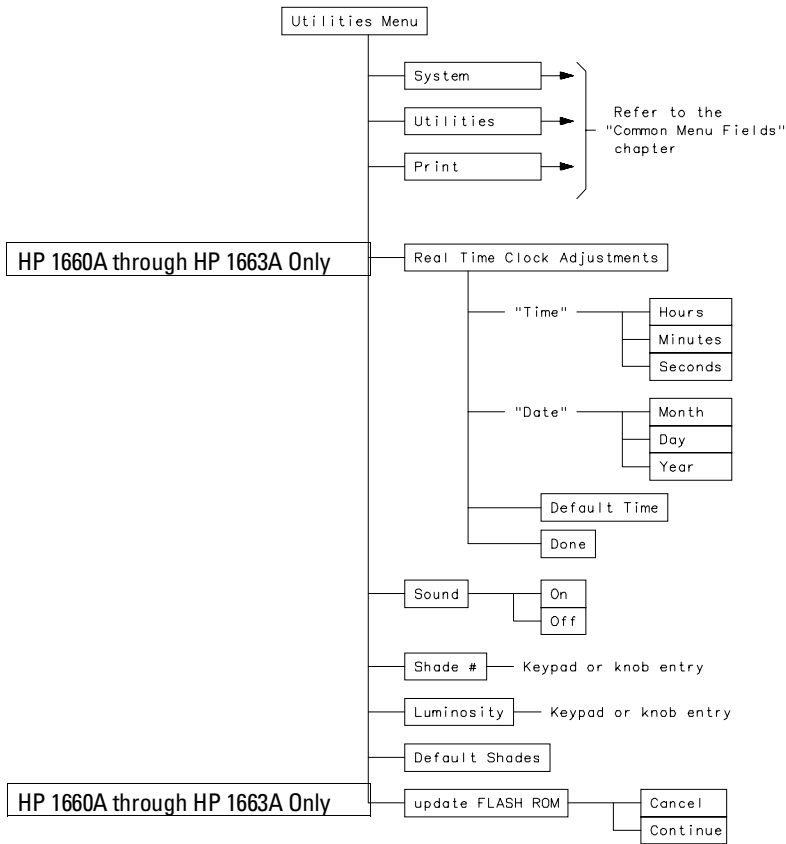 Utilities Menu
System
Utilities
Print
Refer to the
"Common Menu Fields"
chapter
HP 1660A through HP 1663A Only
Real Time Clock Adjustments
"Time"
Hours
Minutes
Seconds
"Date"
Month
Day
Year
Default Time
Done
Sound
On
Off
Shade #
Keypad or knob entry
Luminosity
Keypad or knob entry
Default Shades
HP 1660A through HP 1663A Only
update FLASH ROM
Cancel
Continue